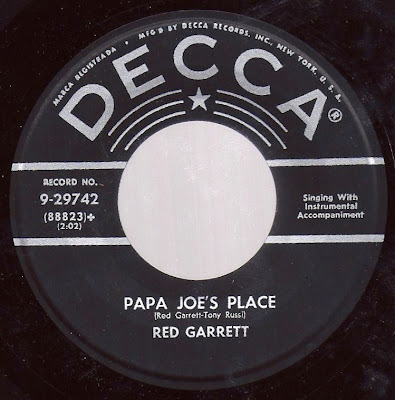 MARCA REGISTRADA • MFG'D BY DECCA RECORDS, INC., NEW YORK, U. S. A.
DECCA®
RECORD NO.
9-29742
(88823)+
(2:02)
Singing With
Instrumental
Accompaniment
PAPA JOE'S PLACE
(Red Garrett-Tony Russi)
RED GARRETT